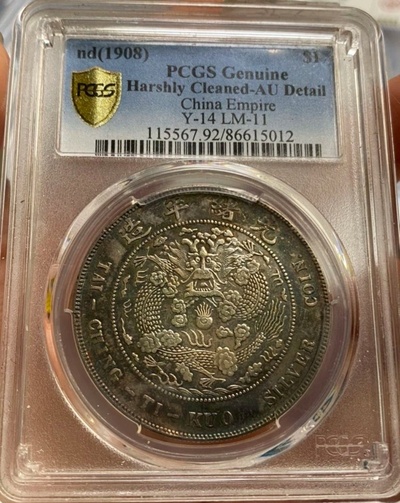 nd(1908) $1
PCGS Genuine
Harshly Cleaned-AU Detail
China Empire
Y-14 LM-11
115567.92/86615012
PCGS
光緒年造
TAI-CHING-TI-KUO SILVER COIN
PCGS